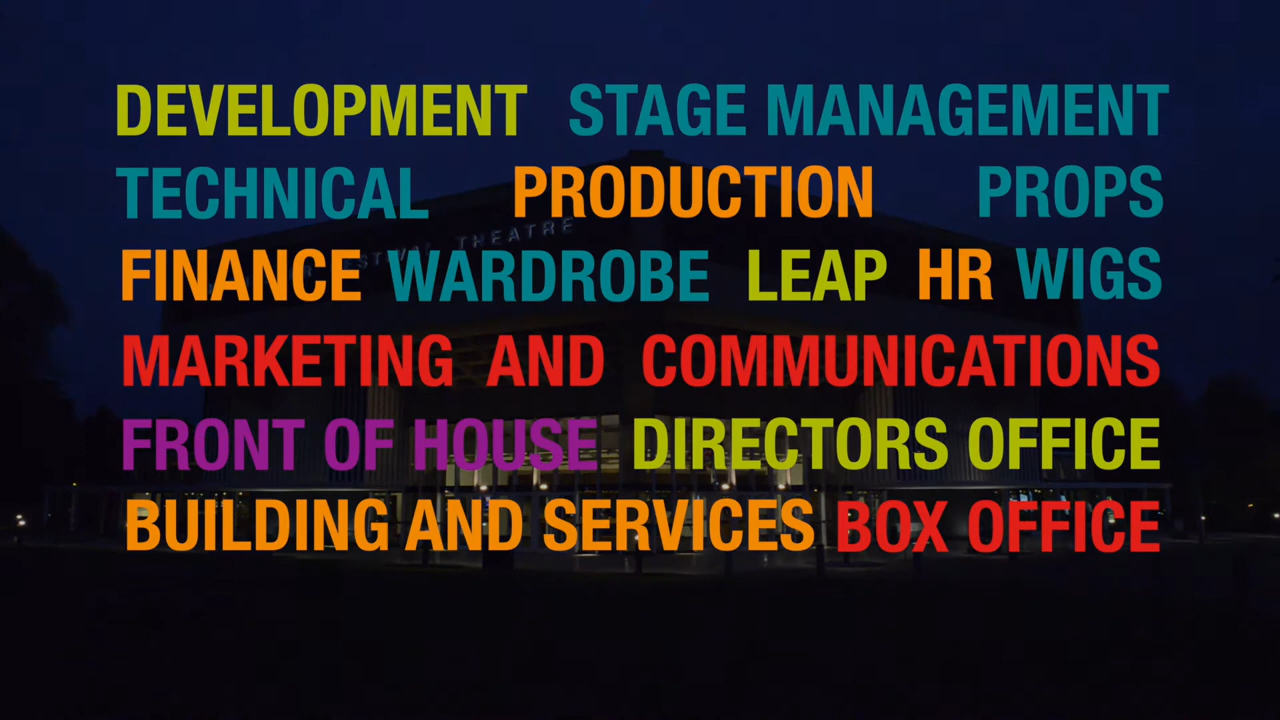 DEVELOPMENT STAGE MANAGEMENT
TECHNICAL PRODUCTION PROPS
THEATRE
FINANCE WARDROBE LEAP HR WIGS
MARKETING AND COMMUNICATIONS
FRONT OF HOUSE DIRECTORS OFFICE
BUILDING AND SERVICES BOX OFFICE